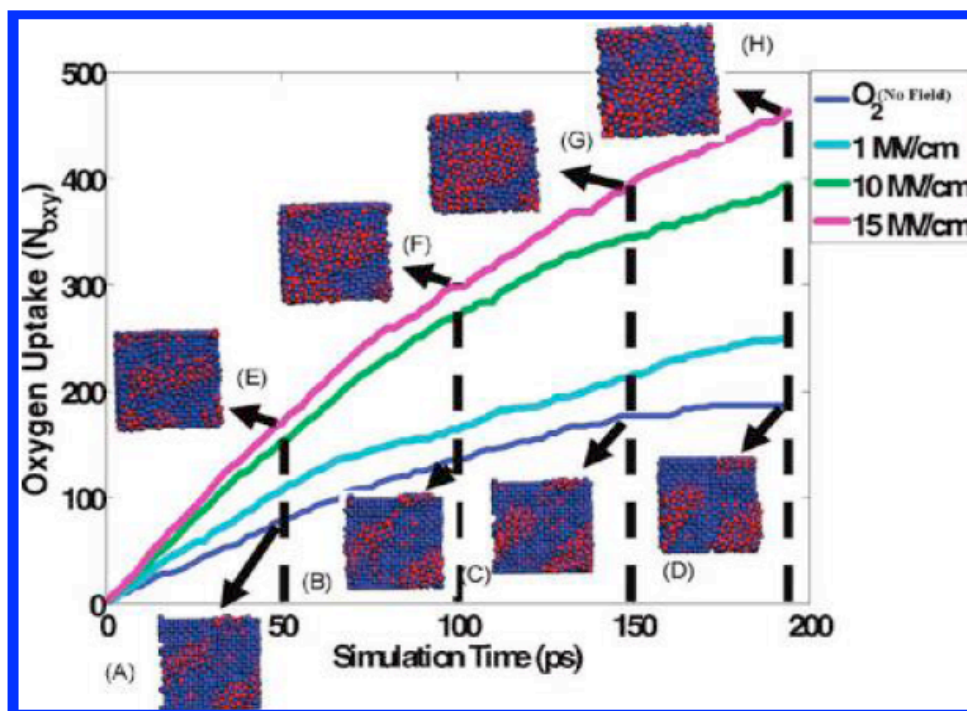 (H)
500
O2 (No Field)
1 MV/cm
10 MV/cm
15 MV/cm
(G)
400
(F)
300
(E)
200
100
0
Oxygen Uptake (Noxy)
(B)
(C)
(D)
0 50 100 150 200
Simulation Time (ps)
(A)